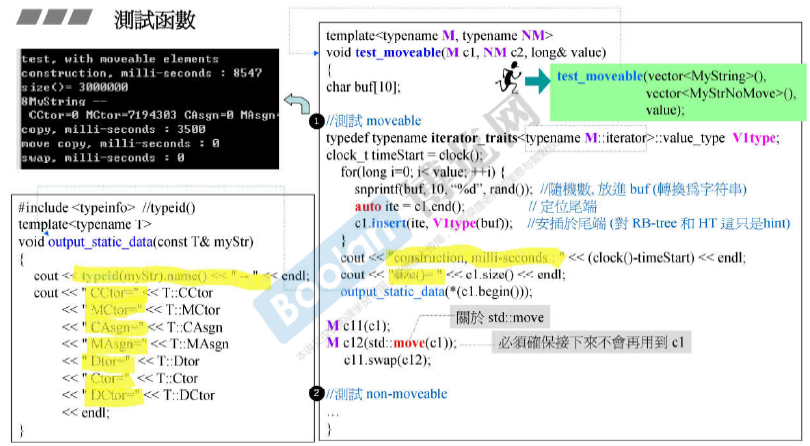 測試函數
test, with moveable elements
construction, milli-seconds : 8547
size()= 3000000
8MyString --
CCtor=0 MCtor=7194303 CAsgn=0 MAsgn=
copy, milli-seconds : 3500
move copy, milli-seconds : 0
swap, milli-seconds : 0
#include <typeinfo> //typeid()
template<typename T>
void output_static_data(const T& myStr)
{
cout << typeid(myStr).name() << " -- " << endl;
cout << " CCtor=" << T::CCtor
<< " MCtor=" << T::MCtor
<< " CAsgn=" << T::CAsgn
<< " MAsgn=" << T::MAsgn
<< " Dtor=" << T::Dtor
<< " Ctor=" << T::Ctor
<< " DCtor=" << T::DCtor
<< endl;
}
template<typename M, typename NM>
void test_moveable(M c1, NM c2, long& value)
{
char buf[10];
test_moveable(vector<MyString>(),
vector<MyStrNoMove>(),
value);
1 //測試 moveable
typedef typename iterator_traits<typename M::iterator>::value_type V1type;
clock_t timeStart = clock();
for(long i=0; i< value; ++i) {
snprintf(buf, 10, "%d", rand()); //隨機數, 放進 buf (轉換爲字符串)
auto ite = c1.end(); // 定位尾端
c1.insert(ite, V1type(buf)); //安插於尾端 (對 RB-tree 和 HT 這只是hint)
}
cout << "construction, milli-seconds : " << (clock()-timeStart) << endl;
cout << "size()= " << c1.size() << endl;
output_static_data(*(c1.begin()));
M c11(c1);
關於 std::move
M c12(std::move(c1));
必須確保接下來不會再用到 c1
c11.swap(c12);
2 //測試 non-moveable
…
}
Boolan
博览网